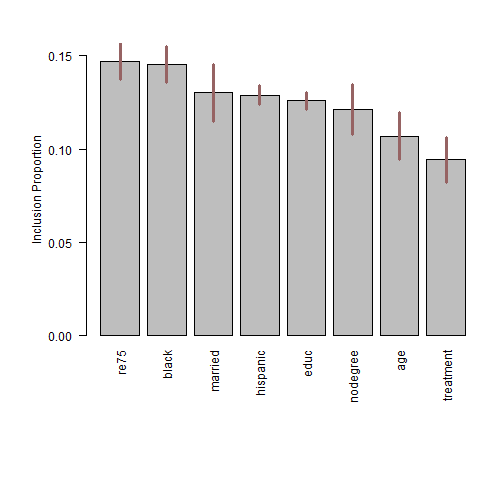 Inclusion Proportion
0.15
0.10
0.05
0.00
re75
black
married
hispanic
educ
nodegree
age
treatment